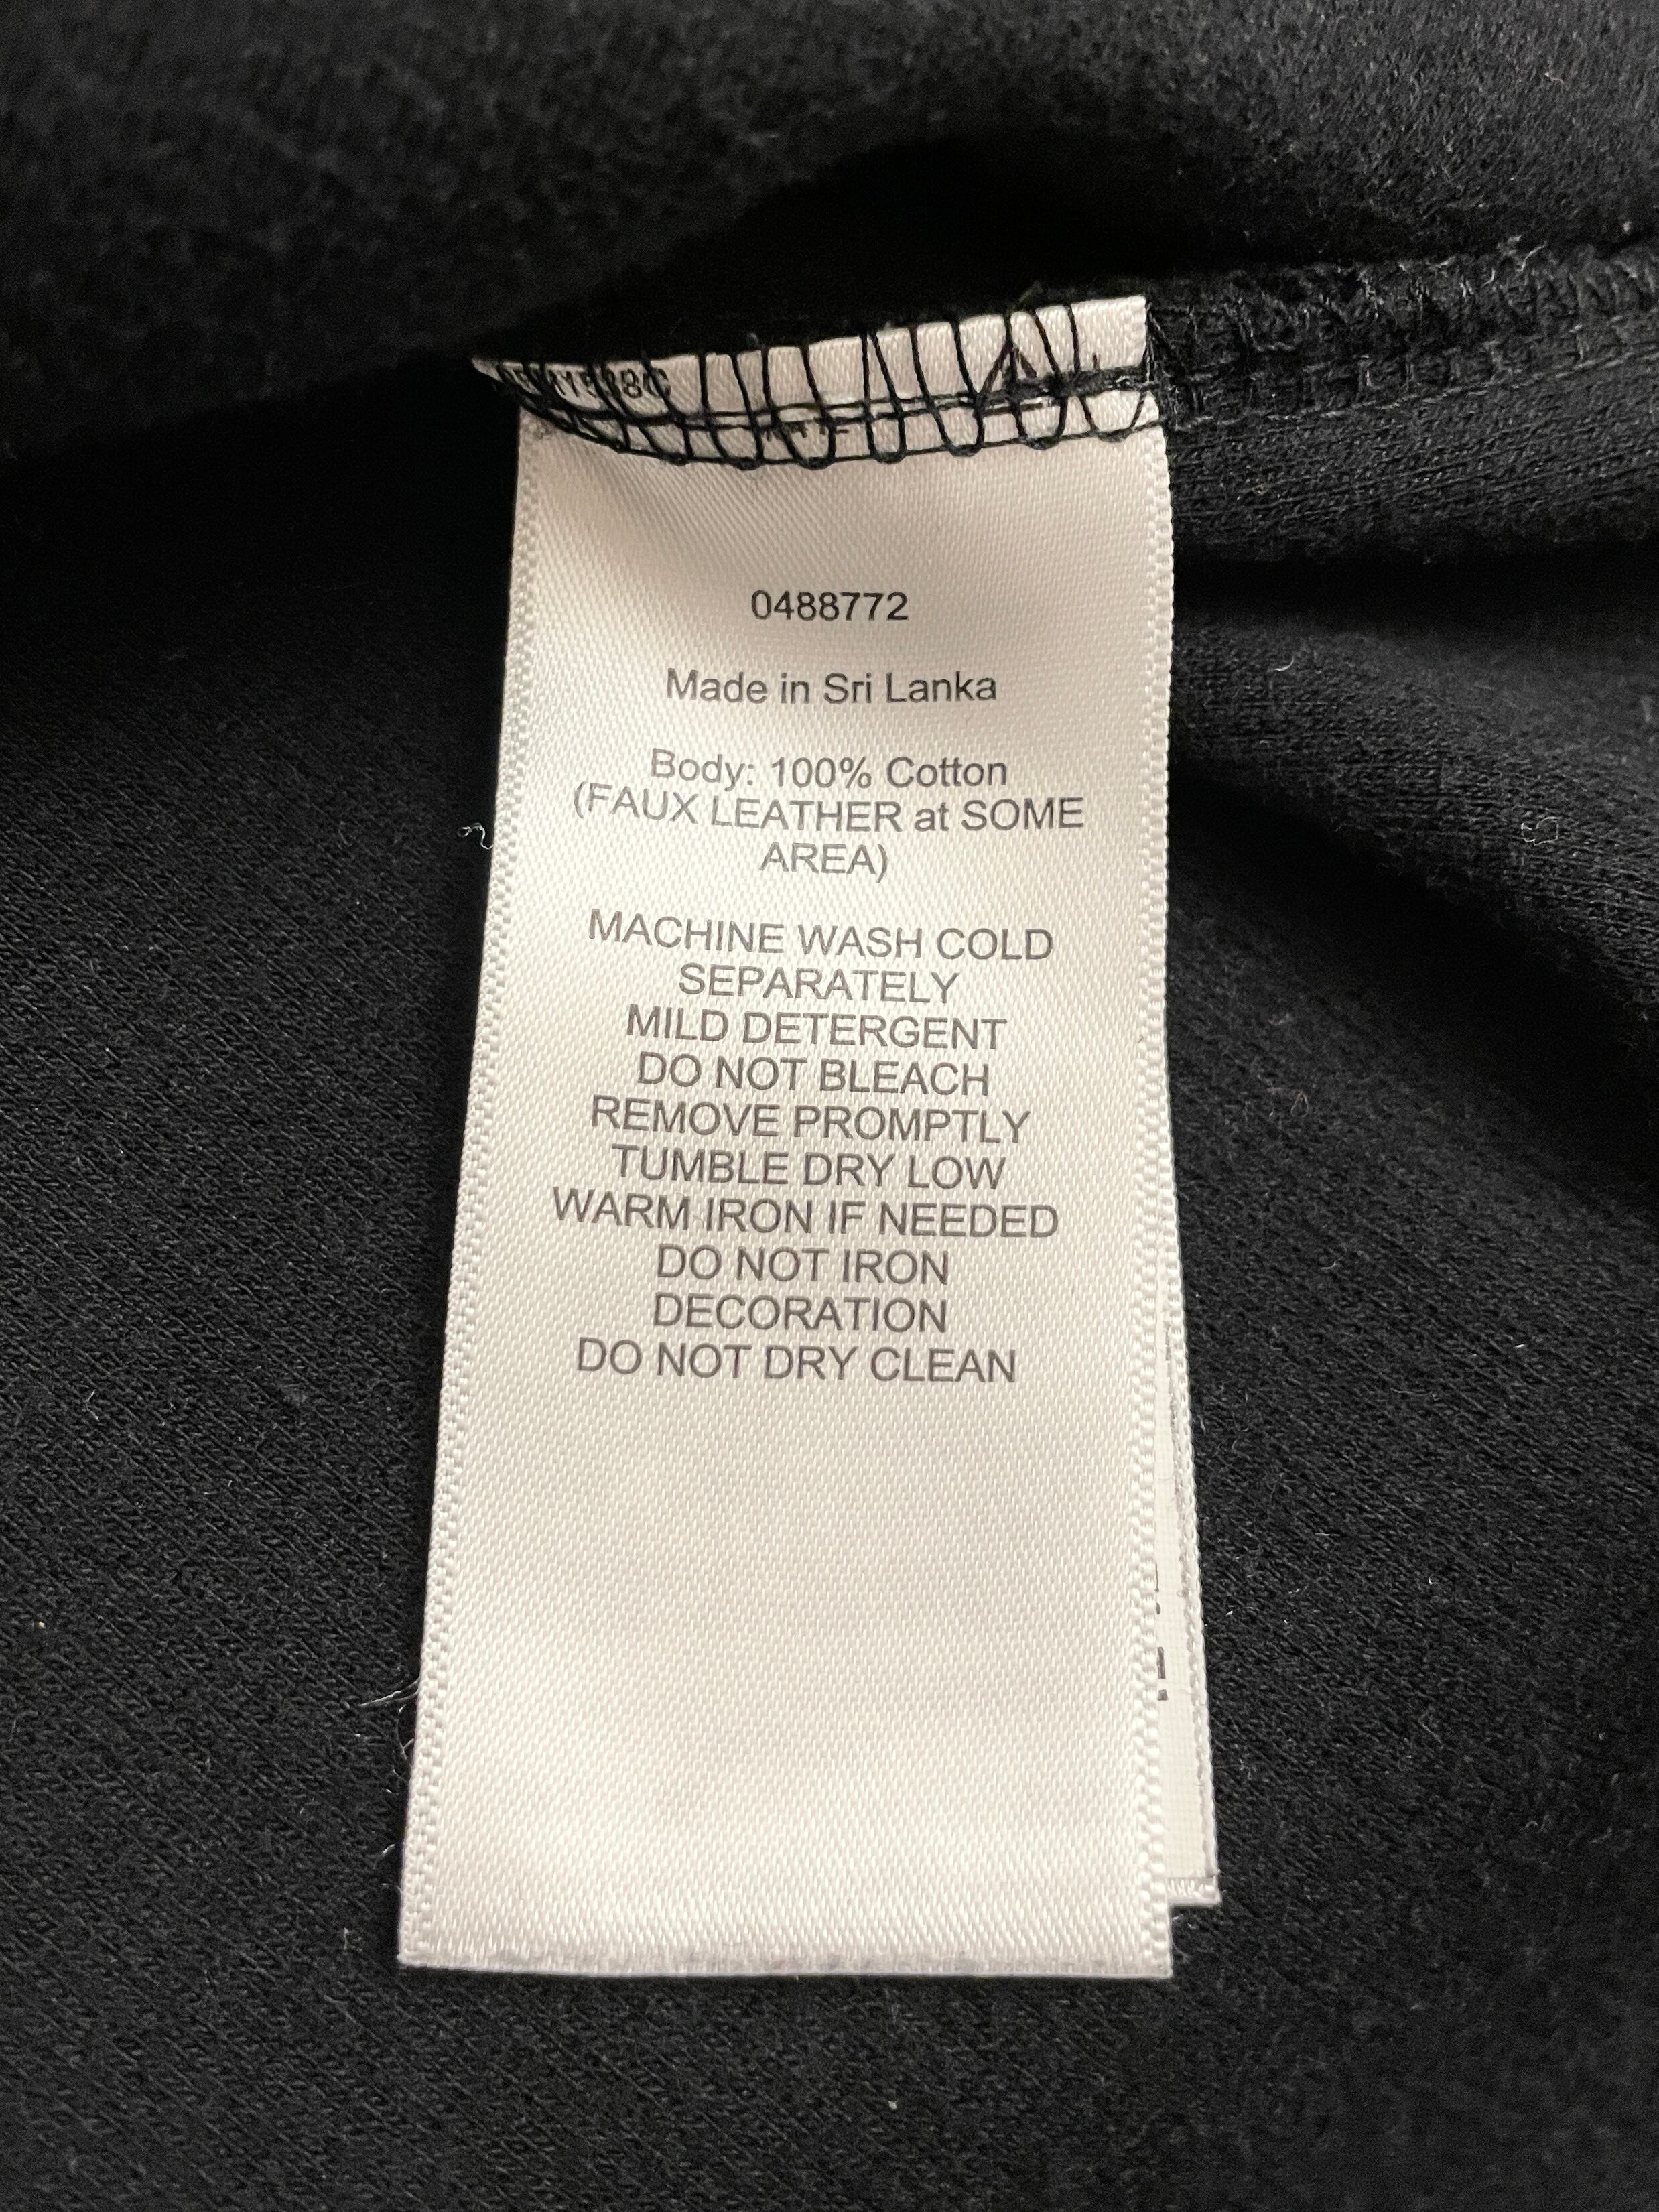 0488772
Made in Sri Lanka
Body: 100% Cotton
(FAUX LEATHER at SOME
AREA)
MACHINE WASH COLD
SEPARATELY
MILD DETERGENT
DO NOT BLEACH
REMOVE PROMPTLY
TUMBLE DRY LOW
WARM IRON IF NEEDED
DO NOT IRON
DECORATION
DO NOT DRY CLEAN